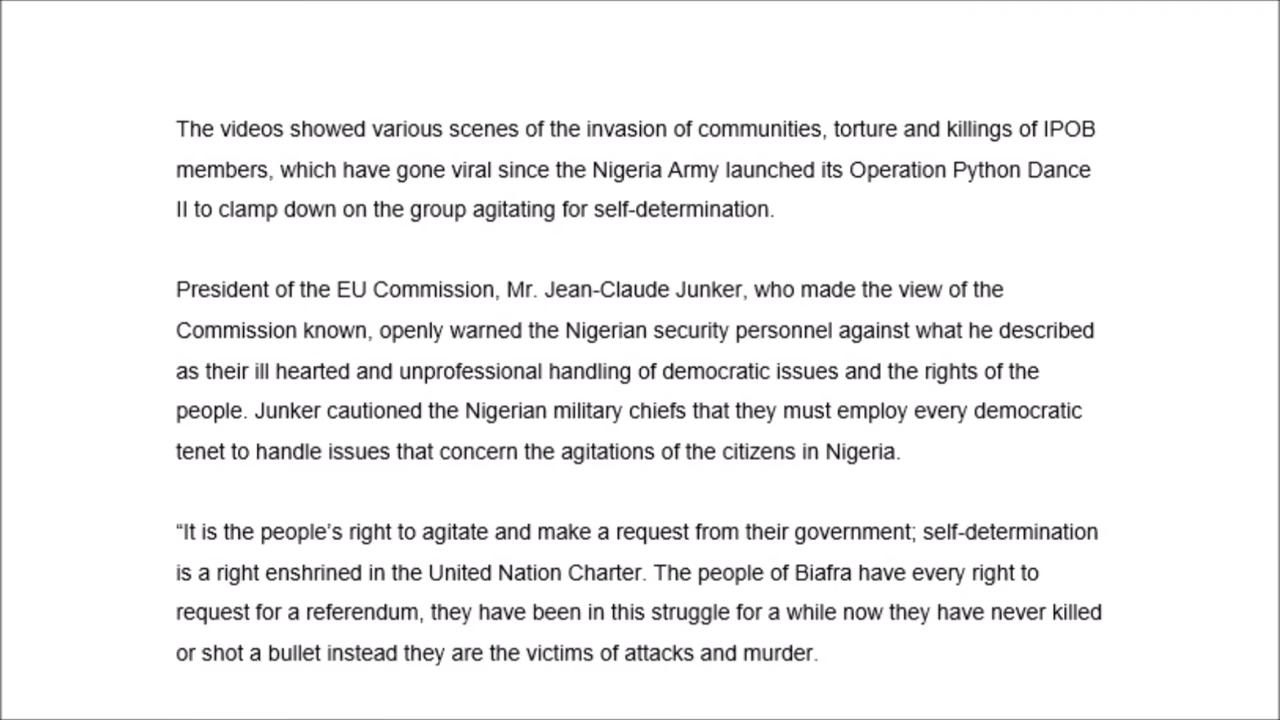 The videos showed various scenes of the invasion of communities, torture and killings of IPOB
members, which have gone viral since the Nigeria Army launched its Operation Python Dance
II to clamp down on the group agitating for self-determination.
President of the EU Commission, Mr. Jean-Claude Junker, who made the view of the
Commission known, openly warned the Nigerian security personnel against what he described
as their ill hearted and unprofessional handling of democratic issues and the rights of the
people. Junker cautioned the Nigerian military chiefs that they must employ every democratic
tenet to handle issues that concern the agitations of the citizens in Nigeria.
“It is the people’s right to agitate and make a request from their government; self-determination
is a right enshrined in the United Nation Charter. The people of Biafra have every right to
request for a referendum, they have been in this struggle for a while now they have never killed
or shot a bullet instead they are the victims of attacks and murder.